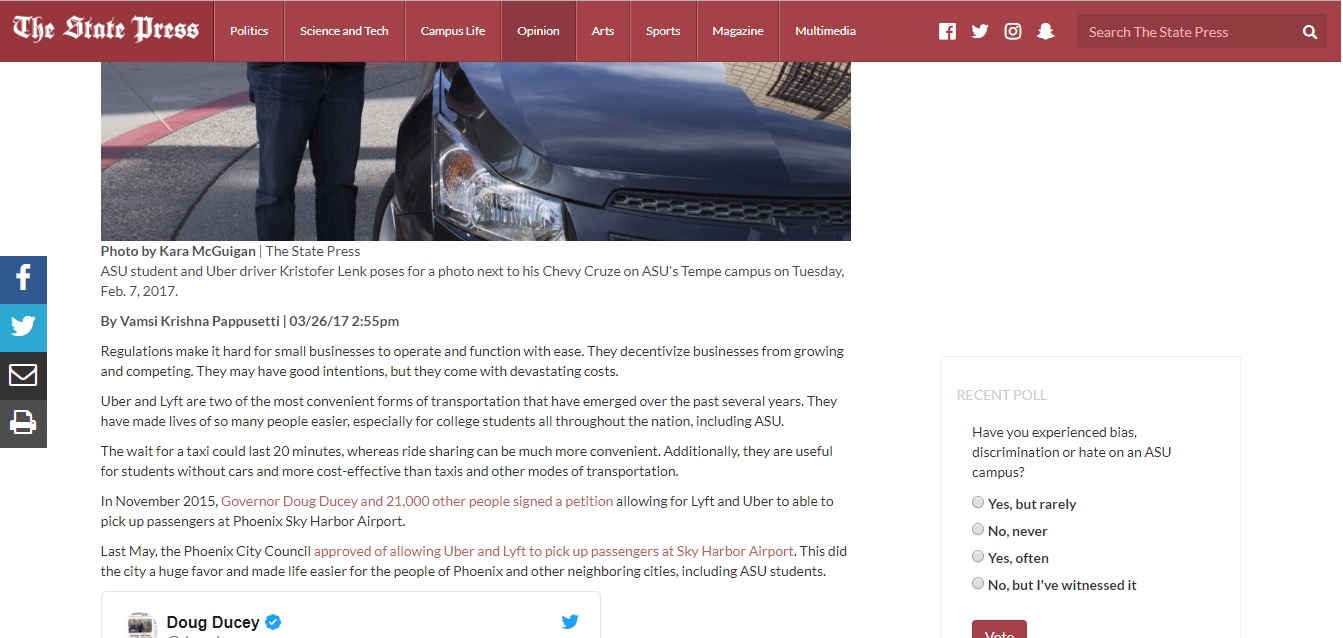 The State Press
Politics
Science and Tech
Campus Life
Opinion
Arts
Sports
Magazine
Multimedia
Search The State Press
Photo by Kara McGuigan | The State Press
ASU student and Uber driver Kristofer Lenk poses for a photo next to his Chevy Cruze on ASU's Tempe campus on Tuesday,
Feb. 7, 2017.
By Vamsi Krishna Pappusetti | 03/26/17 2:55pm
Regulations make it hard for small businesses to operate and function with ease. They decentivize businesses from growing
and competing. They may have good intentions, but they come with devastating costs.
Uber and Lyft are two of the most convenient forms of transportation that have emerged over the past several years. They
have made lives of so many people easier, especially for college students all throughout the nation, including ASU.
The wait for a taxi could last 20 minutes, whereas ride sharing can be much more convenient. Additionally, they are useful
for students without cars and more cost-effective than taxis and other modes of transportation.
In November 2015, Governor Doug Ducey and 21,000 other people signed a petition allowing for Lyft and Uber to able to
pick up passengers at Phoenix Sky Harbor Airport.
Last May, the Phoenix City Council approved of allowing Uber and Lyft to pick up passengers at Sky Harbor Airport. This did
the city a huge favor and made life easier for the people of Phoenix and other neighboring cities, including ASU students.
Doug Ducey
RECENT POLL
Have you experienced bias,
discrimination or hate on an ASU
campus?
Yes, but rarely
No, never
Yes, often
No, but I've witnessed it
Vote